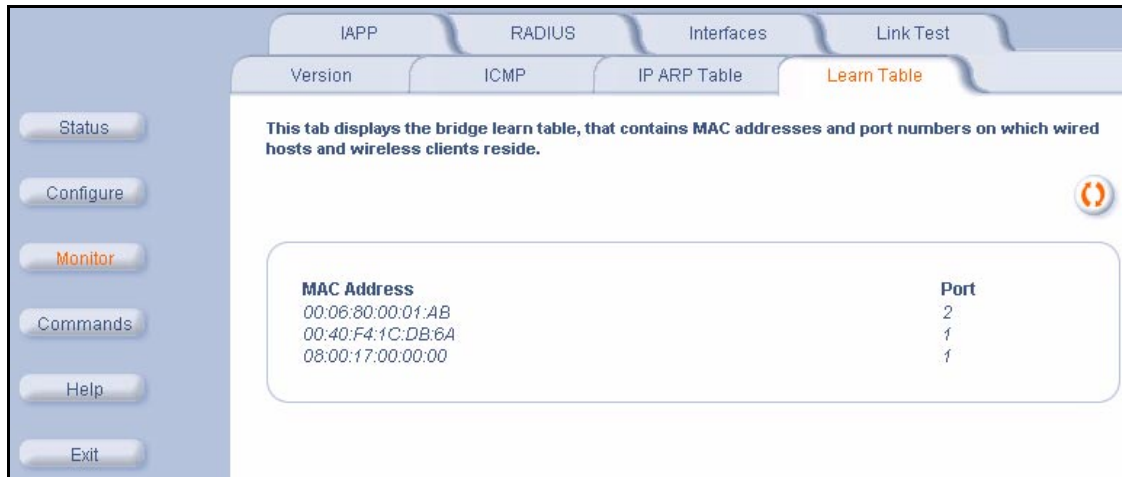 IAPP RADIUS Interfaces Link Test
Version ICMP IP ARP Table Learn Table
Status
This tab displays the bridge learn table, that contains MAC addresses and port numbers on which wired
hosts and wireless clients reside.
Configure
Monitor
Commands
Help
Exit
MAC Address Port
00:06:80:00:01:AB 2
00:40:F4:1C:DB:6A 1
08:00:17:00:00:00 1